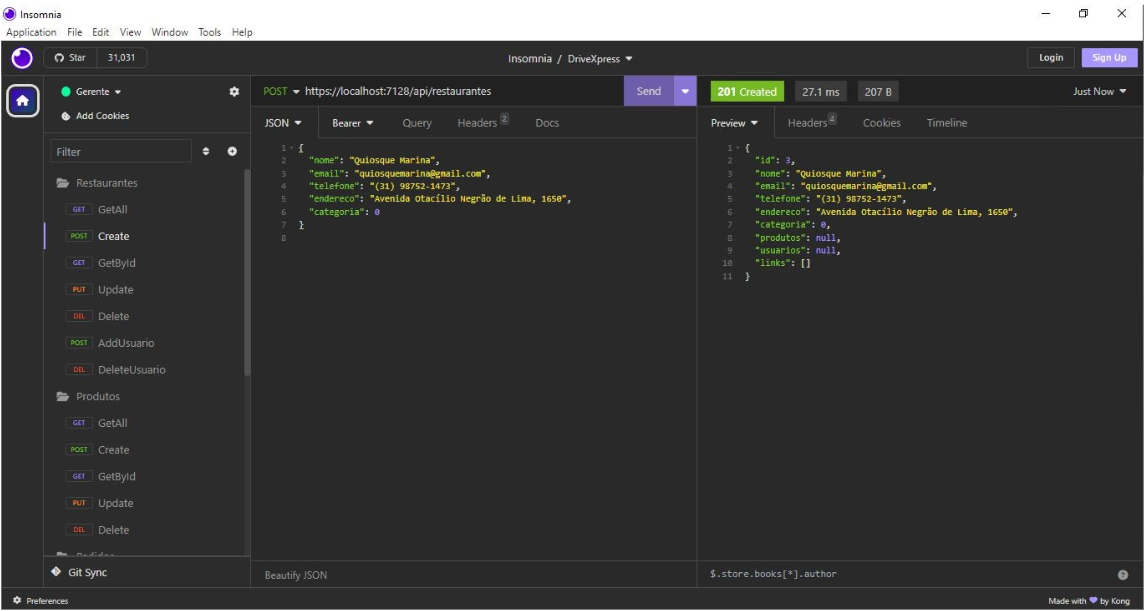 Insomnia
Application File Edit View Window Tools Help
Star 31,031
Insomnia / DriveXpress
Login Sign Up
Gerente
Add Cookies
Filter
Restaurantes
GET GetAll
POST Create
GET GetById
PUT Update
DEL Delete
POST AddUsuario
DEL DeleteUsuario
Produtos
GET GetAll
POST Create
GET GetById
PUT Update
DEL Delete
Pedidos
Git Sync
Preferences
POST https://localhost:7128/api/restaurantes Send
JSON Bearer Query Headers 2 Docs
1 {
2 "nome": "Quiosque Marina",
3 "email": "quiosquemarina@gmail.com",
4 "telefone": "(31) 98752-1473",
5 "endereco": "Avenida Otacílio Negrão de Lima, 1650",
6 "categoria": 0
7 }
8
Beautify JSON
201 Created 27.1 ms 207 B Just Now
Preview Headers 4 Cookies Timeline
1 {
2 "id": 3,
3 "nome": "Quiosque Marina",
4 "email": "quiosquemarina@gmail.com",
5 "telefone": "(31) 98752-1473",
6 "endereco": "Avenida Otacílio Negrão de Lima, 1650",
7 "categoria": 0,
8 "produtos": null,
9 "usuarios": null,
10 "links": []
11 }
$.store.books[*].author
Made with by Kong